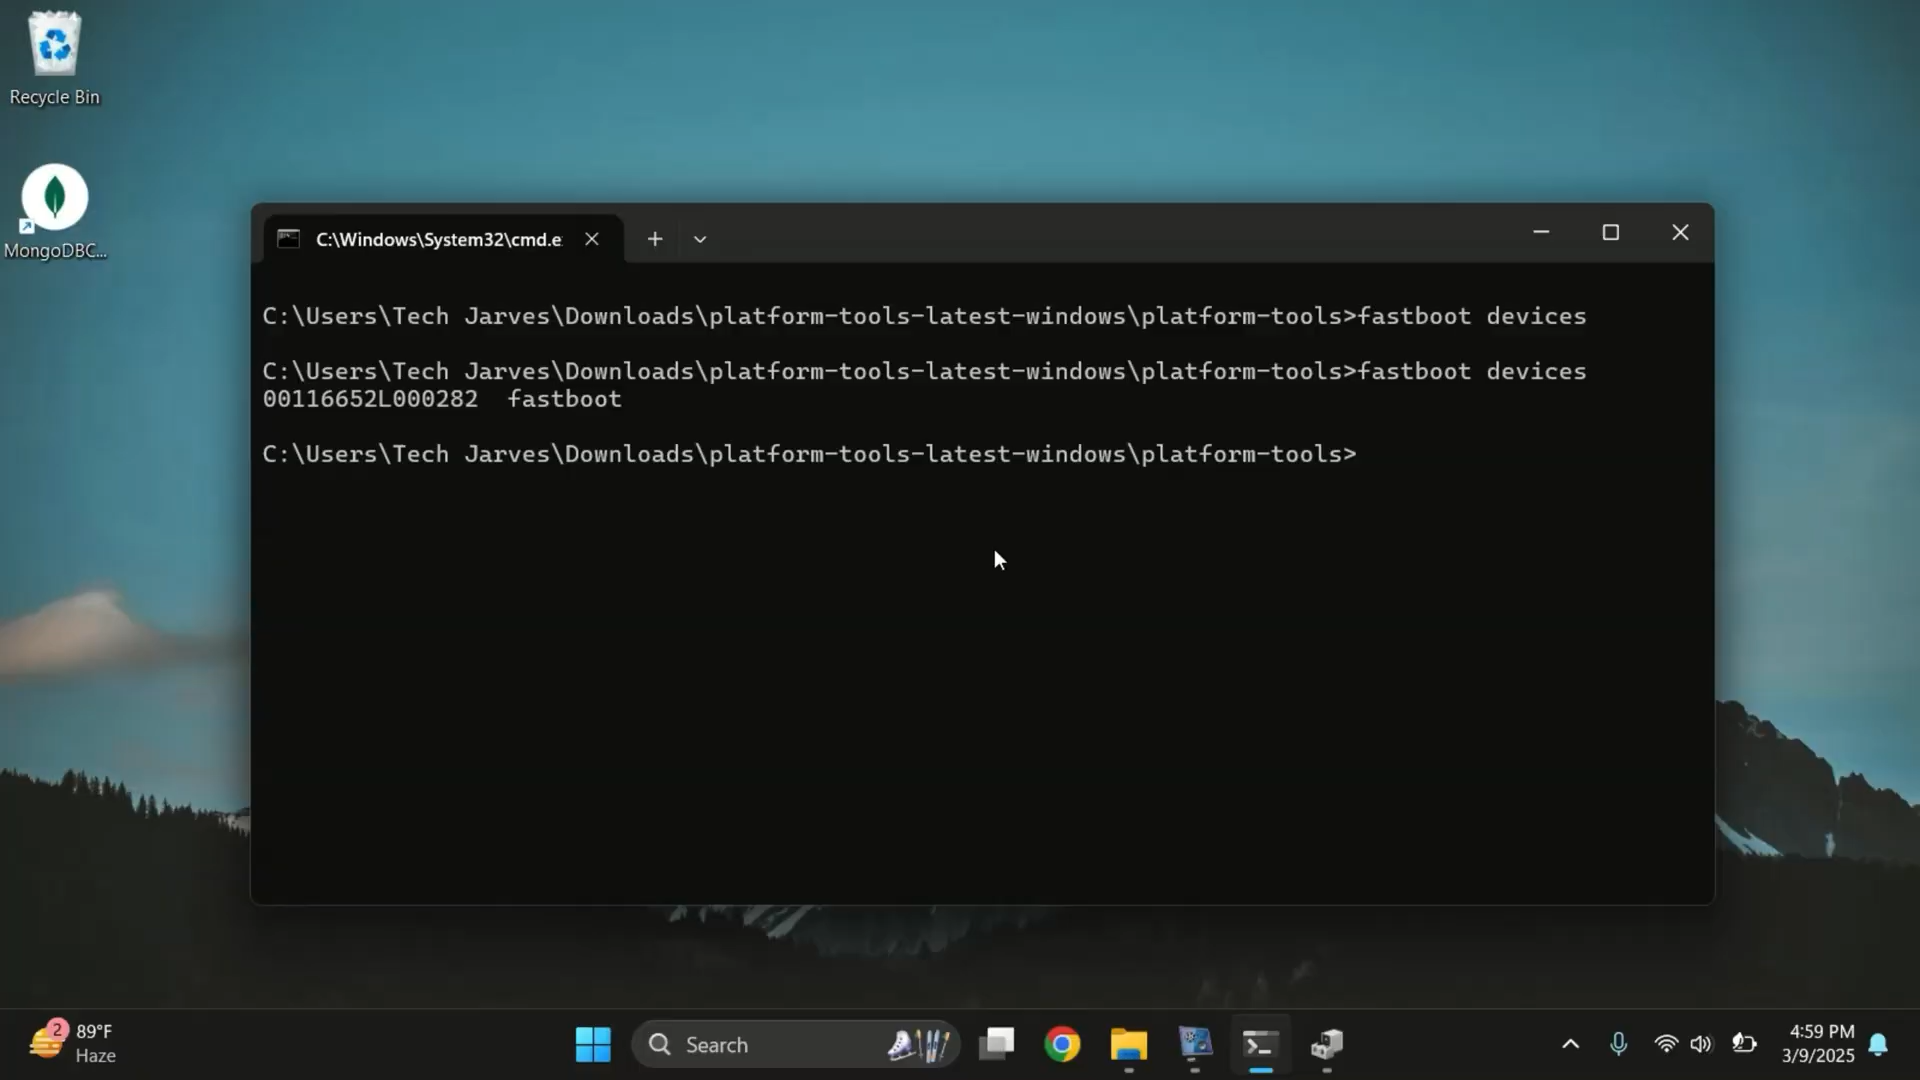 Recycle Bin
MongoDBC...
C:\Windows\System32\cmd.e
C:\Users\Tech Jarves\Downloads\platform-tools-latest-windows\platform-tools>fastboot devices
C:\Users\Tech Jarves\Downloads\platform-tools-latest-windows\platform-tools>fastboot devices
00116652L000282  fastboot
C:\Users\Tech Jarves\Downloads\platform-tools-latest-windows\platform-tools>
2
89°F
Haze
Search
4:59 PM
3/9/2025